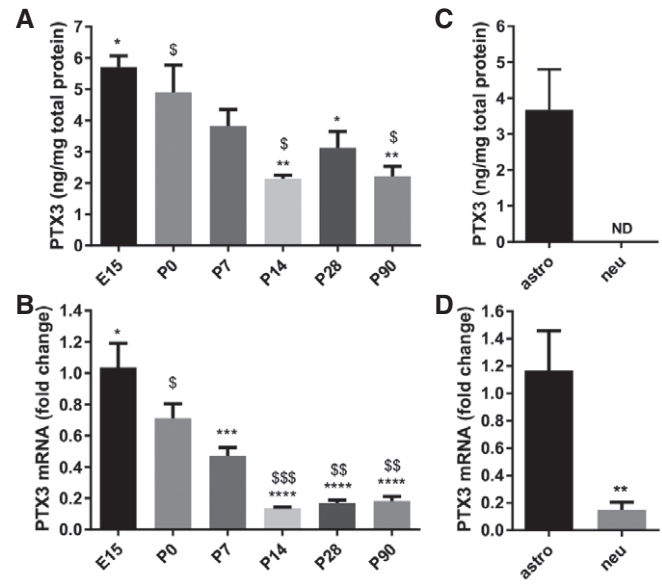 A
PTX3 (ng/mg total protein)
7
6
5
4
3
2
1
0
*
$
$
**
*
$
**
E15
P0
P7
P14
P28
P90
B
PTX3 mRNA (fold change)
1.4
1.2
1.0
0.8
0.6
0.4
0.2
0.0
*
$
***
$$$
****
$$
****
$$
****
E15
P0
P7
P14
P28
P90
C
PTX3 (ng/mg total protein)
6
5
4
3
2
1
0
ND
astro
neu
D
PTX3 mRNA (fold change)
1.6
1.4
1.2
1.0
0.8
0.6
0.4
0.2
0.0
**
astro
neu